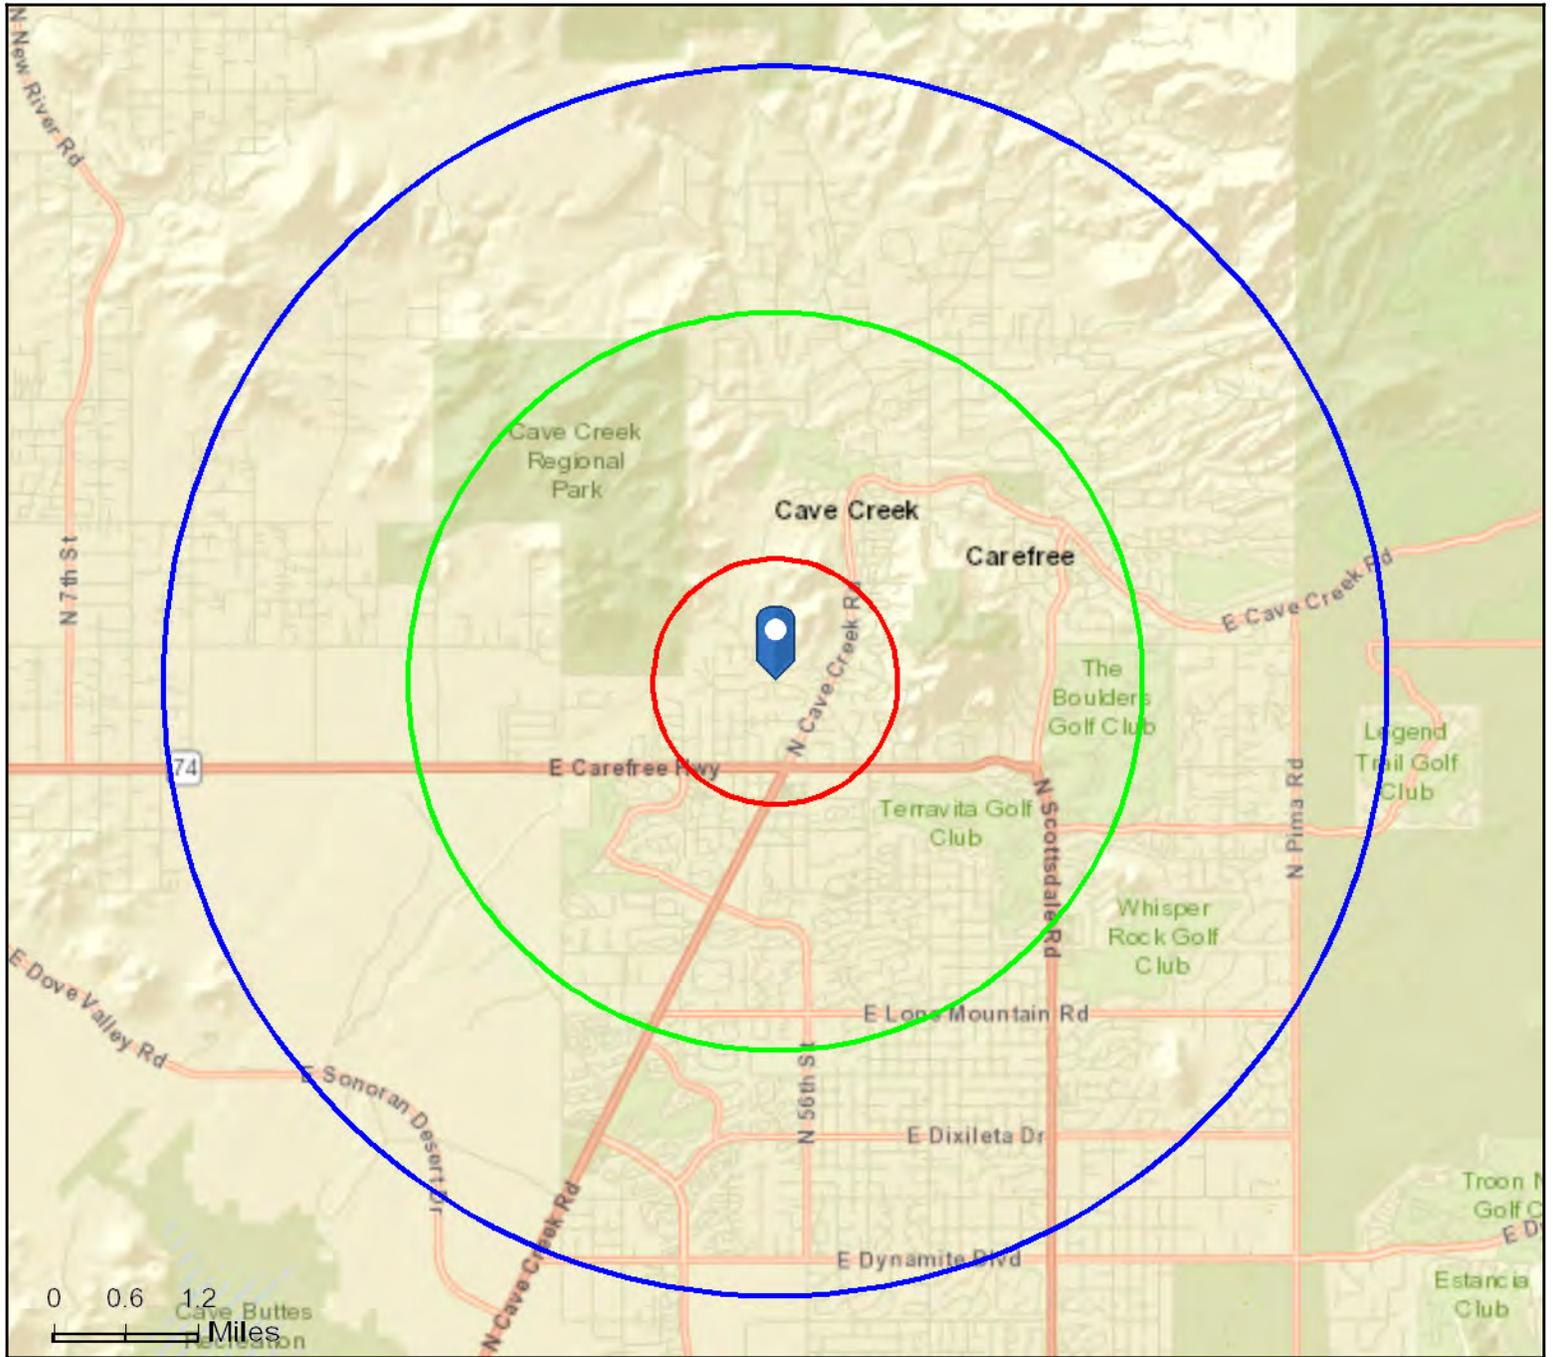 N New River Rd
Cave Creek
Regional
Park
Cave Creek
Carefree
N 7th St
E Cave Creek Rd
N Cave Creek Rd
The
Boulders
Golf Club
Legend
Trail Golf
Club
74
E Carefree Hwy
Terravita Golf
Club
N Scottsdale Rd
N Pima Rd
Whisper
Rock Golf
Club
E Dove Valley Rd
E Lone Mountain Rd
E Sonoran Desert Dr
N 56th St
E Dixileta Dr
Troon N
Golf C
N Cave Creek Rd
E Dynamite Blvd
E D
Estancia
Club
0 0.6 1.2
Miles
Cave Buttes
Recreation